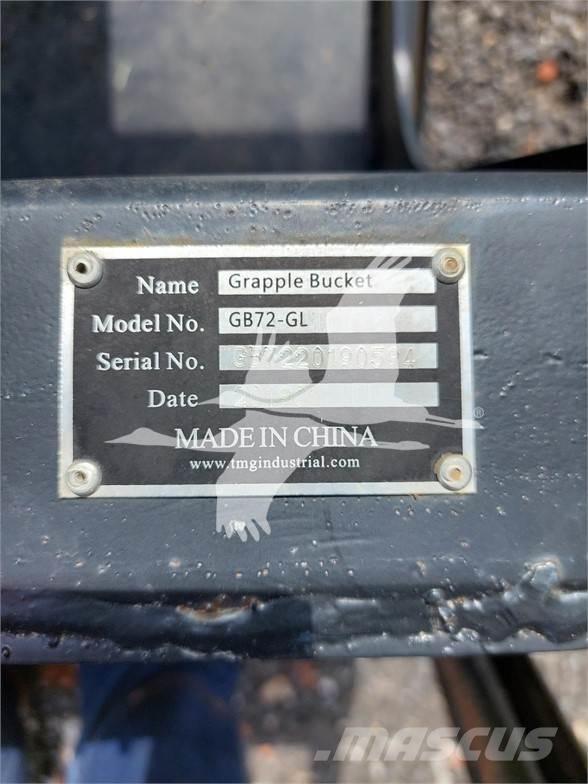 Name Grapple Bucket
Model No. GB72-GL
Serial No.
Date
MADE IN CHINA
www.tmgindustrial.com
®
MASCUS